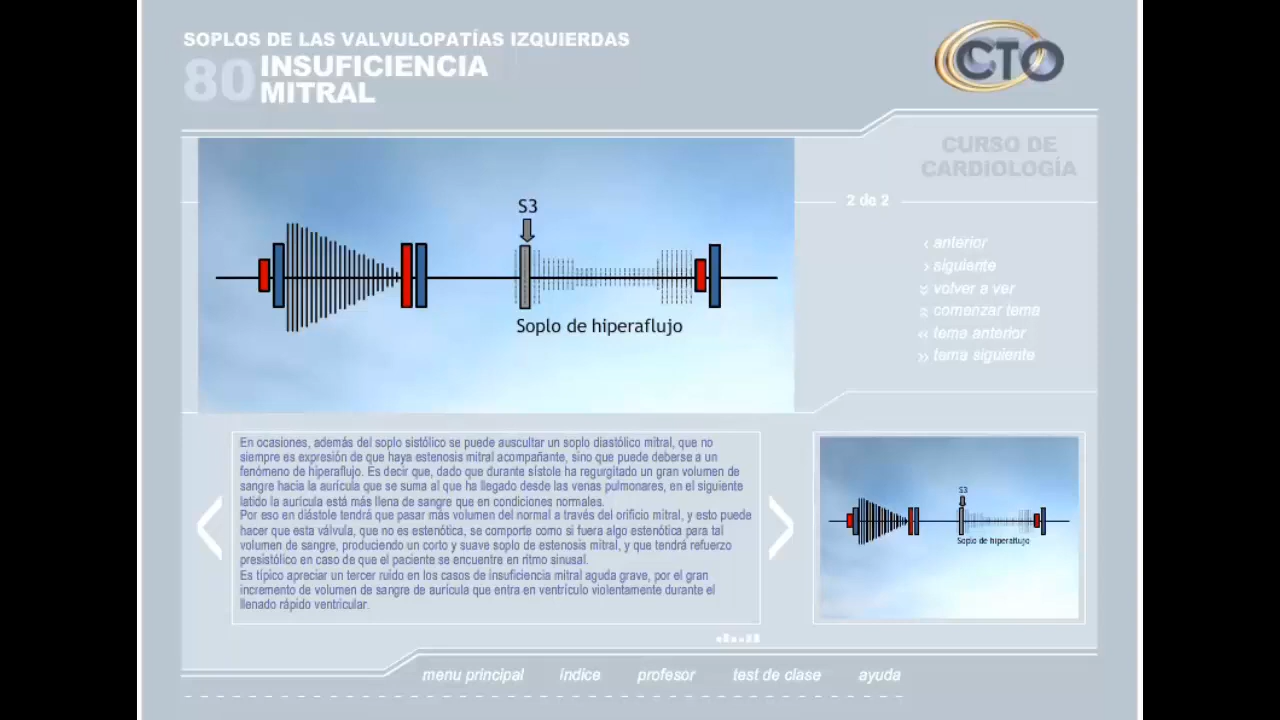 SOPLOS DE LAS VALVULOPATÍAS IZQUIERDAS
80 INSUFICIENCIA
MITRAL
CTO
CURSO DE
CARDIOLOGÍA
2 de 2
‹ anterior
› siguiente
volver a ver
comenzar tema
‹‹ tema anterior
›› tema siguiente
S3
Soplo de hiperaflujo
En ocasiones, además del soplo sistólico se puede auscultar un soplo diastólico mitral, que no
siempre es expresión de que haya estenosis mitral acompañante, sino que puede deberse a un
fenómeno de hiperaflujo. Es decir que, dado que durante sístole ha regurgitado un gran volumen de
sangre hacia la aurícula que se suma al que ha llegado desde las venas pulmonares, en el siguiente
latido la aurícula está más llena de sangre que en condiciones normales.
Por eso en diástole tendrá que pasar más volumen del normal a través del orificio mitral, y esto puede
hacer que esta válvula, que no es estenótica, se comporte como si fuera algo estenótica para tal
volumen de sangre, produciendo un corto y suave soplo de estenosis mitral, y que tendrá refuerzo
presistólico en caso de que el paciente se encuentre en ritmo sinusal.
Es típico apreciar un tercer ruido en los casos de insuficiencia mitral aguda grave, por el gran
incremento de volumen de sangre de aurícula que entra en ventrículo violentamente durante el
llenado rápido ventricular.
S3
Soplo de hiperaflujo
menu principal
índice
profesor
test de clase
ayuda